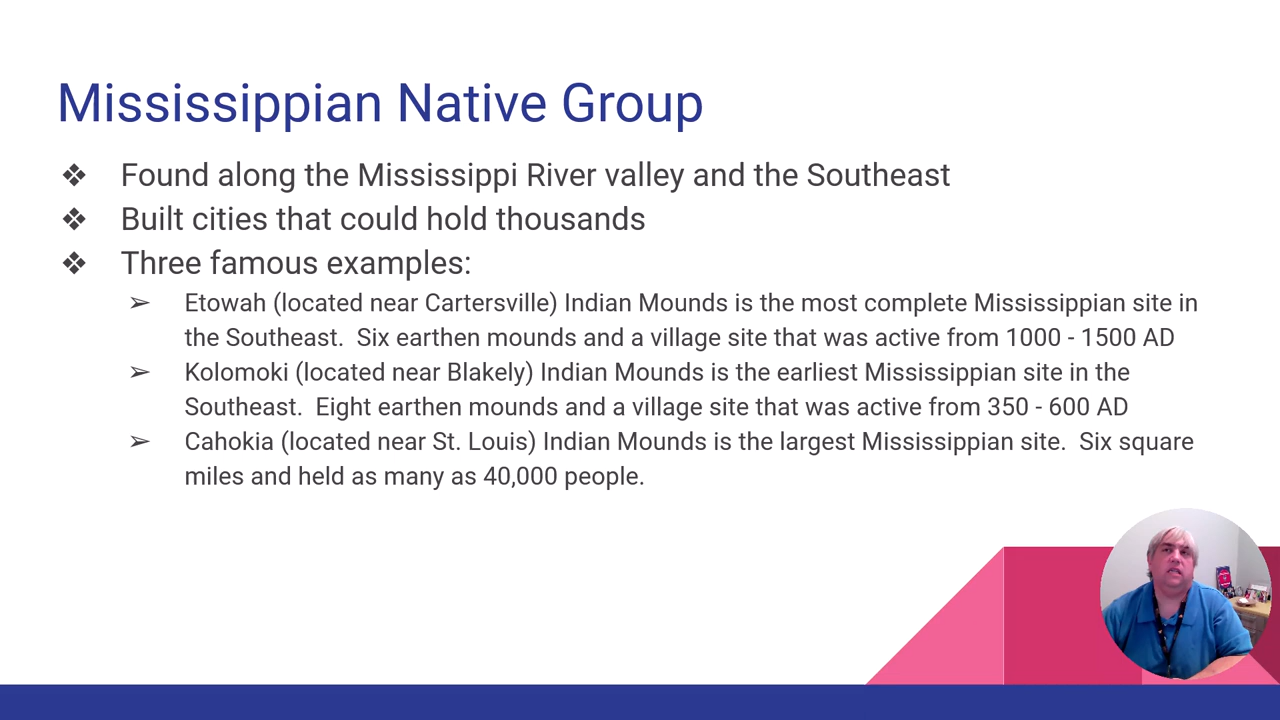 Mississippian Native Group
❖ Found along the Mississippi River valley and the Southeast
❖ Built cities that could hold thousands
❖ Three famous examples:
➢ Etowah (located near Cartersville) Indian Mounds is the most complete Mississippian site in
the Southeast.  Six earthen mounds and a village site that was active from 1000 - 1500 AD
➢ Kolomoki (located near Blakely) Indian Mounds is the earliest Mississippian site in the
Southeast.  Eight earthen mounds and a village site that was active from 350 - 600 AD
➢ Cahokia (located near St. Louis) Indian Mounds is the largest Mississippian site.  Six square
miles and held as many as 40,000 people.